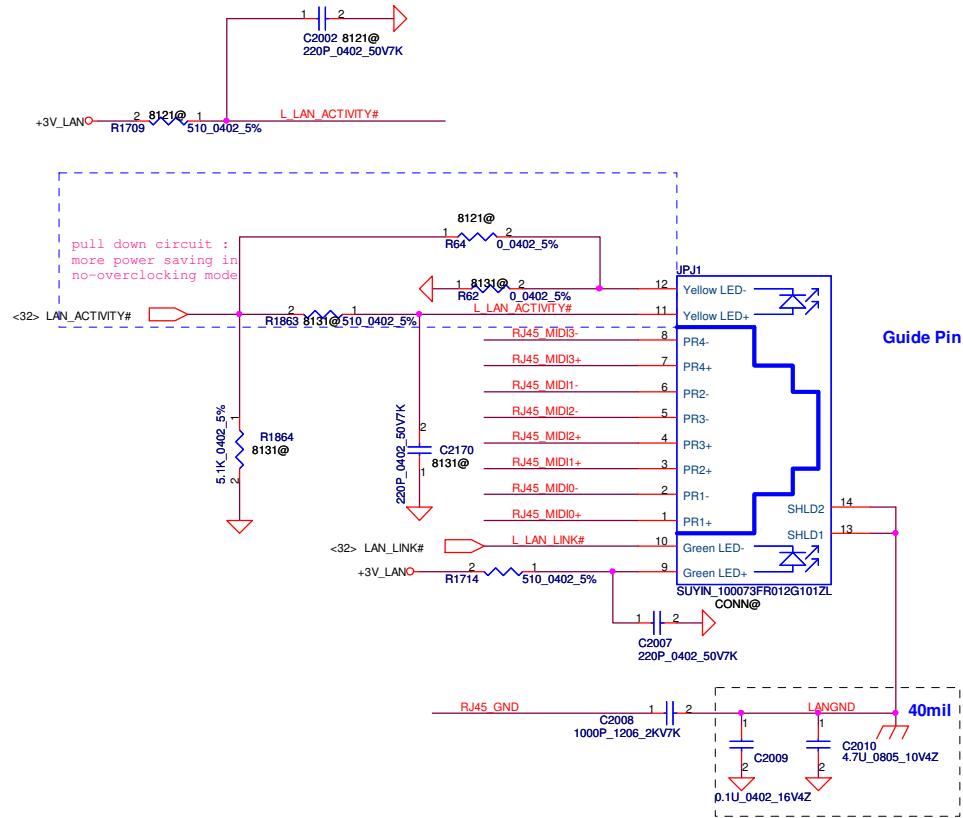 1 2
C2002 8121@
220P_0402_50V7K
+3V_LAN 2 8121@ 1 L_LAN_ACTIVITY#
R1709 510_0402_5%
8121@
1 2
R64 0_0402_5%
pull down circuit :
more power saving in
no-overclocking mode
1 8131@ 2
R62 0_0402_5%
<32> LAN_ACTIVITY# 2 1 L_LAN_ACTIVITY#
R1863 8131@ 510_0402_5%
JPJ1
12 Yellow LED-
11 Yellow LED+
Guide Pin
RJ45_MIDI3- 8 PR4-
RJ45_MIDI3+ 7 PR4+
RJ45_MIDI1- 6 PR2-
RJ45_MIDI2- 5 PR3-
RJ45_MIDI2+ 4 PR3+
RJ45_MIDI1+ 3 PR2+
RJ45_MIDI0- 2 PR1-
RJ45_MIDI0+ 1 PR1+
5.1K_0402_5%
1
R1864
8131@
2
220P_0402_50V7K
2
C2170
8131@
1
SHLD2 14
SHLD1 13
<32> LAN_LINK# L_LAN_LINK# 10 Green LED-
+3V_LAN 2 1 9 Green LED+
R1714 510_0402_5%
SUYIN_100073FR012G101ZL
CONN@
1 2
C2007
220P_0402_50V7K
RJ45_GND 1 2 LANGND 40mil
C2008
1000P_1206_2KV7K
1
C2009
2
0.1U_0402_16V4Z
1
C2010
4.7U_0805_10V4Z
2